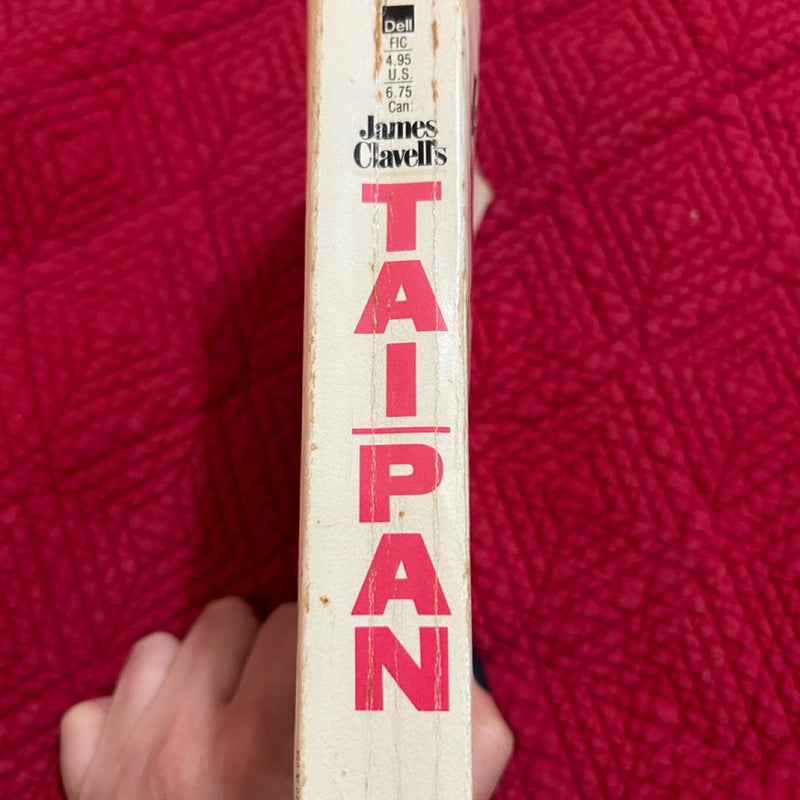 Dell
FIC
4.95
U.S.
6.75
Can.
James
Clavell's
TAI-PAN